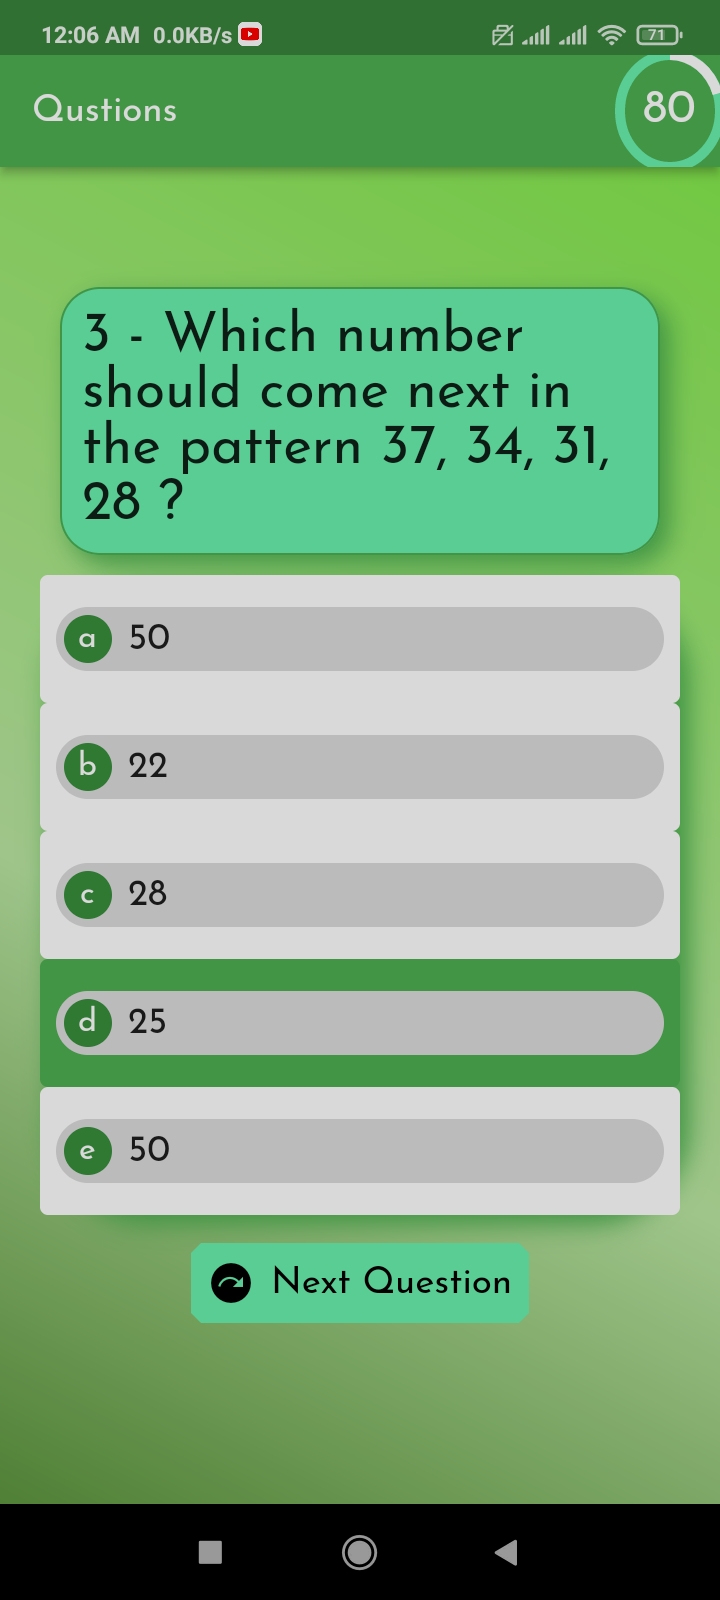 12:06 AM 0.0KB/s 71
Qustions
80
3 - Which number
should come next in
the pattern 37, 34, 31,
28 ?
a 50
b 22
c 28
d 25
e 50
Next Question